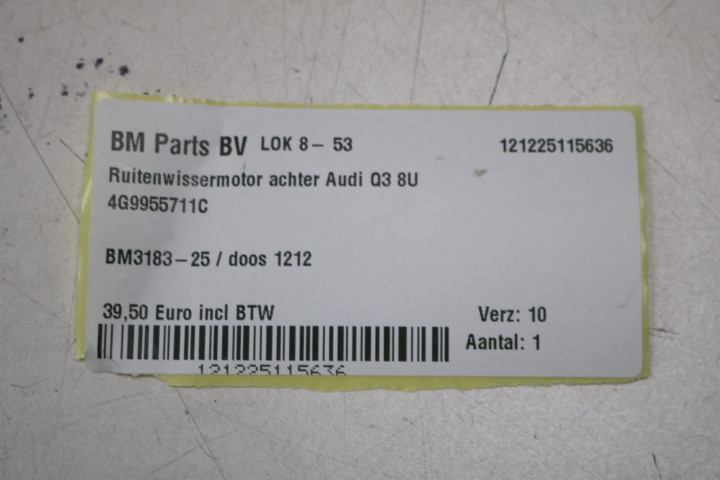 BM Parts BV LOK 8- 53 121225115636
Ruitenwissermotor achter Audi Q3 8U
4G9955711C
BM3183-25 / doos 1212
39,50 Euro incl BTW Verz: 10
Aantal: 1
121225115636